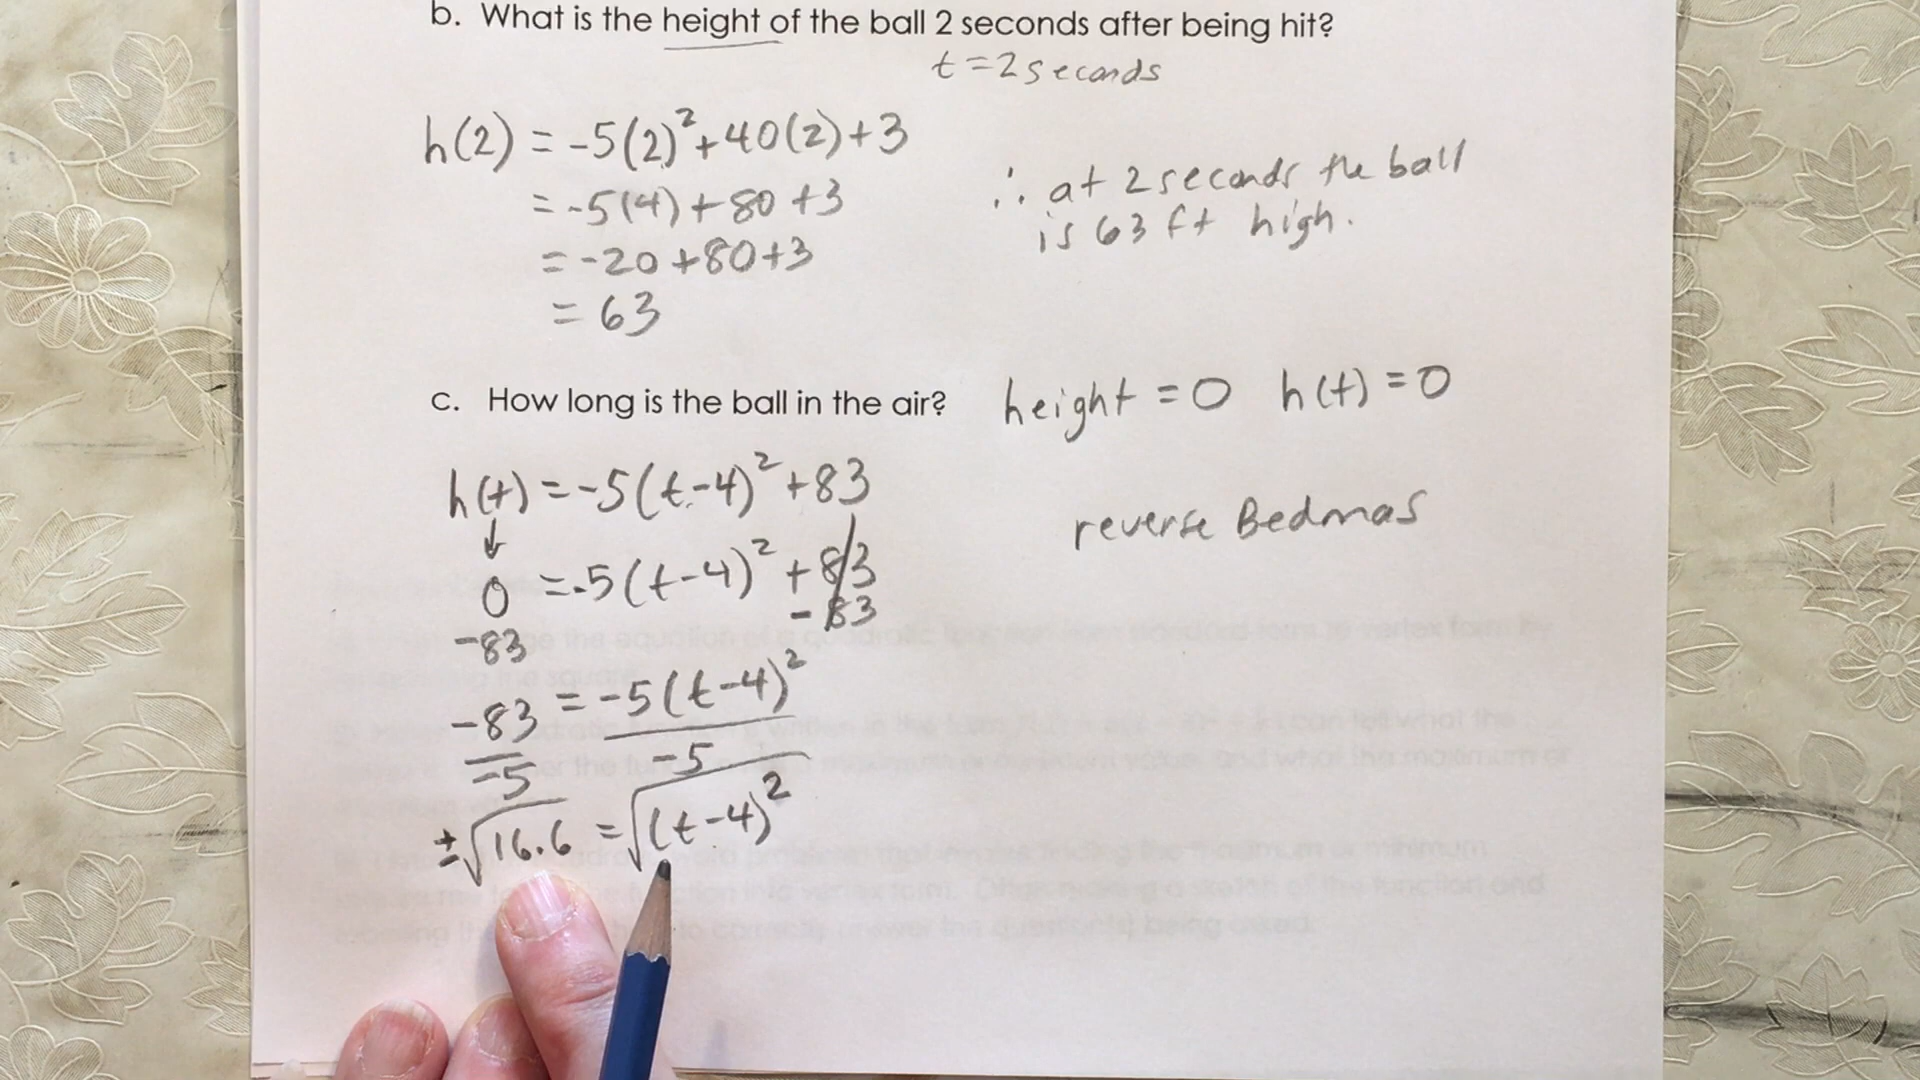 b. What is the height of the ball 2 seconds after being hit?
t = 2 seconds
h(2) = -5(2)² + 40(2) + 3
= -5(4) + 80 + 3
= -20 + 80 + 3
= 63
∴ at 2 seconds the ball
is 63 ft high.
c. How long is the ball in the air?
height = 0 h(t) = 0
h(t) = -5(t-4)² + 83
reverse Bedmas
↓
0 = -5(t-4)² + 83
-83 -83
-83 = -5(t-4)²
-5 -5
±√16.6 = √(t-4)²